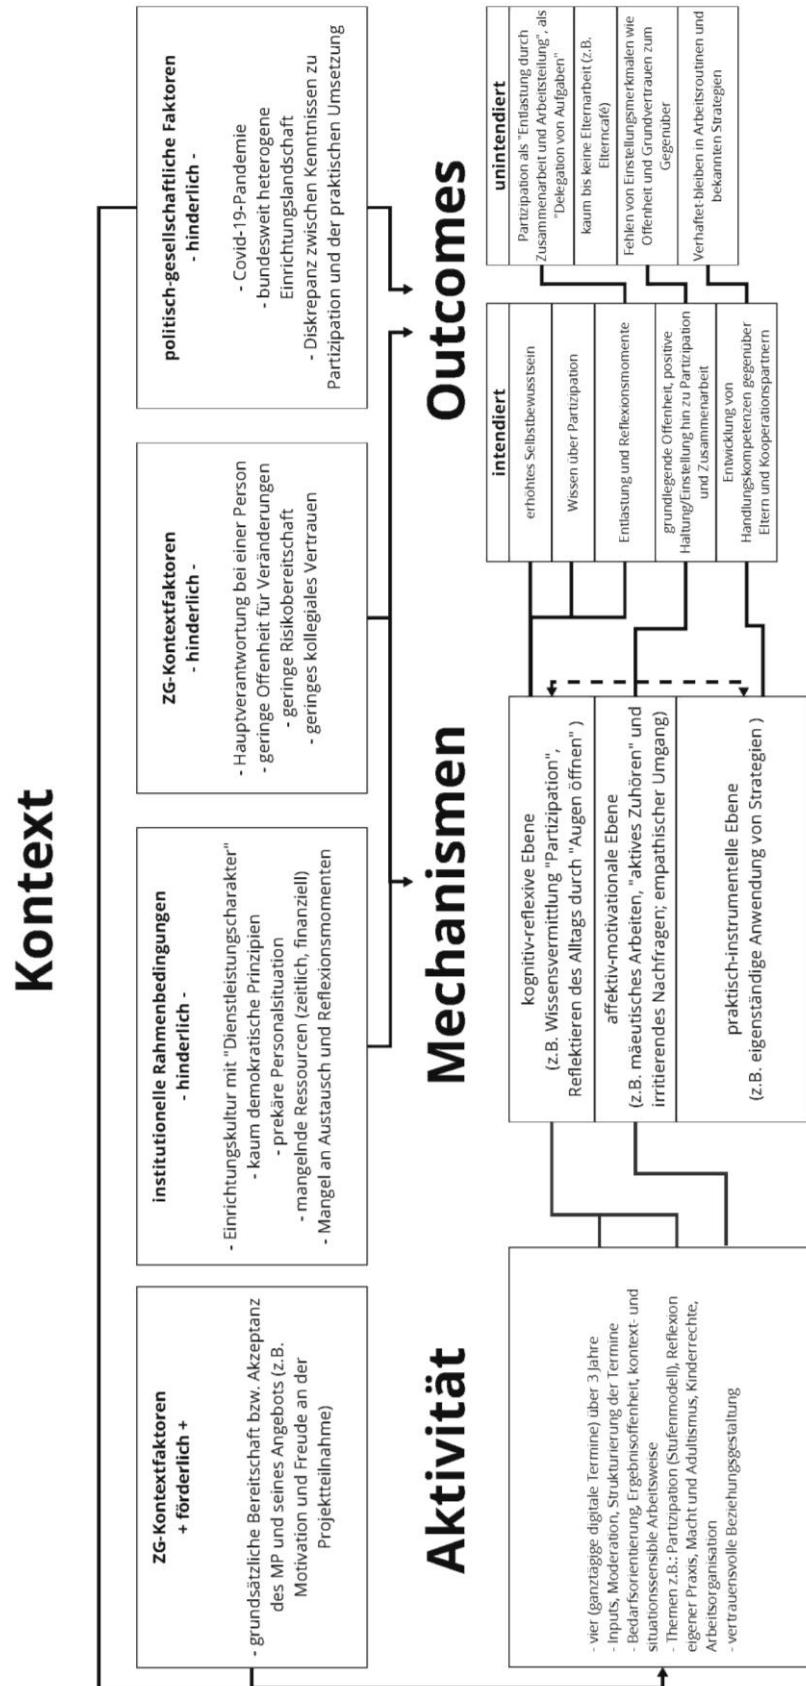 Kontext
ZG-Kontextfaktoren
+ förderlich +
- grundsätzliche Bereitschaft bzw. Akzeptanz
des MP und seines Angebots (z.B.
Motivation und Freude an der
Projektteilnahme)
institutionelle Rahmenbedingungen
- hinderlich -
- Einrichtungskultur mit "Dienstleistungscharakter"
- kaum demokratische Prinzipien
- prekäre Personalsituation
- mangelnde Ressourcen (zeitlich, finanziell)
- Mangel an Austausch und Reflexionsmomenten
ZG-Kontextfaktoren
- hinderlich -
- Hauptverantwortung bei einer Person
- geringe Offenheit für Veränderungen
- geringe Risikobereitschaft
- geringes kollegiales Vertrauen
politisch-gesellschaftliche Faktoren
- hinderlich -
- Covid-19-Pandemie
- bundesweit heterogene
Einrichtungslandschaft
- Diskrepanz zwischen Kenntnissen zu
Partizipation und der praktischen Umsetzung
Aktivität
- vier (ganztägige digitale Termine) über 3 Jahre
- Inputs, Moderation, Strukturierung der Termine
- Bedarfsorientierung, Ergebnisoffenheit, kontext- und
situationssensible Arbeitsweise
- Themen z.B.: Partizipation (Stufenmodell), Reflexion
eigener Praxis, Macht und Adultismus, Kinderrechte,
Arbeitsorganisation
- vertrauensvolle Beziehungsgestaltung
Mechanismen
kognitiv-reflexive Ebene
(z.B. Wissensvermittlung "Partizipation",
Reflektieren des Alltags durch "Augen öffnen" )
affektiv-motivationale Ebene
(z.B. mäeutisches Arbeiten, "aktives Zuhören" und
irritierendes Nachfragen; empathischer Umgang)
praktisch-instrumentelle Ebene
(z.B. eigenständige Anwendung von Strategien )
Outcomes
intendiert
erhöhtes Selbstbewusstsein
Wissen über Partizipation
Entlastung und Reflexionsmomente
grundlegende Offenheit, positive
Haltung/Einstellung hin zu Partizipation
und Zusammenarbeit
Entwicklung von
Handlungskompetenzen gegenüber
Eltern und Kooperationspartnern
unintendiert
Partizipation als "Entlastung durch
Zusammenarbeit und Arbeitsteilung", als
"Delegation von Aufgaben"
kaum bis keine Elternarbeit (z.B.
Elterncafé)
Fehlen von Einstellungsmerkmalen wie
Offenheit und Grundvertrauen zum
Gegenüber
Verhaftet-bleiben in Arbeitsroutinen und
bekannten Strategien